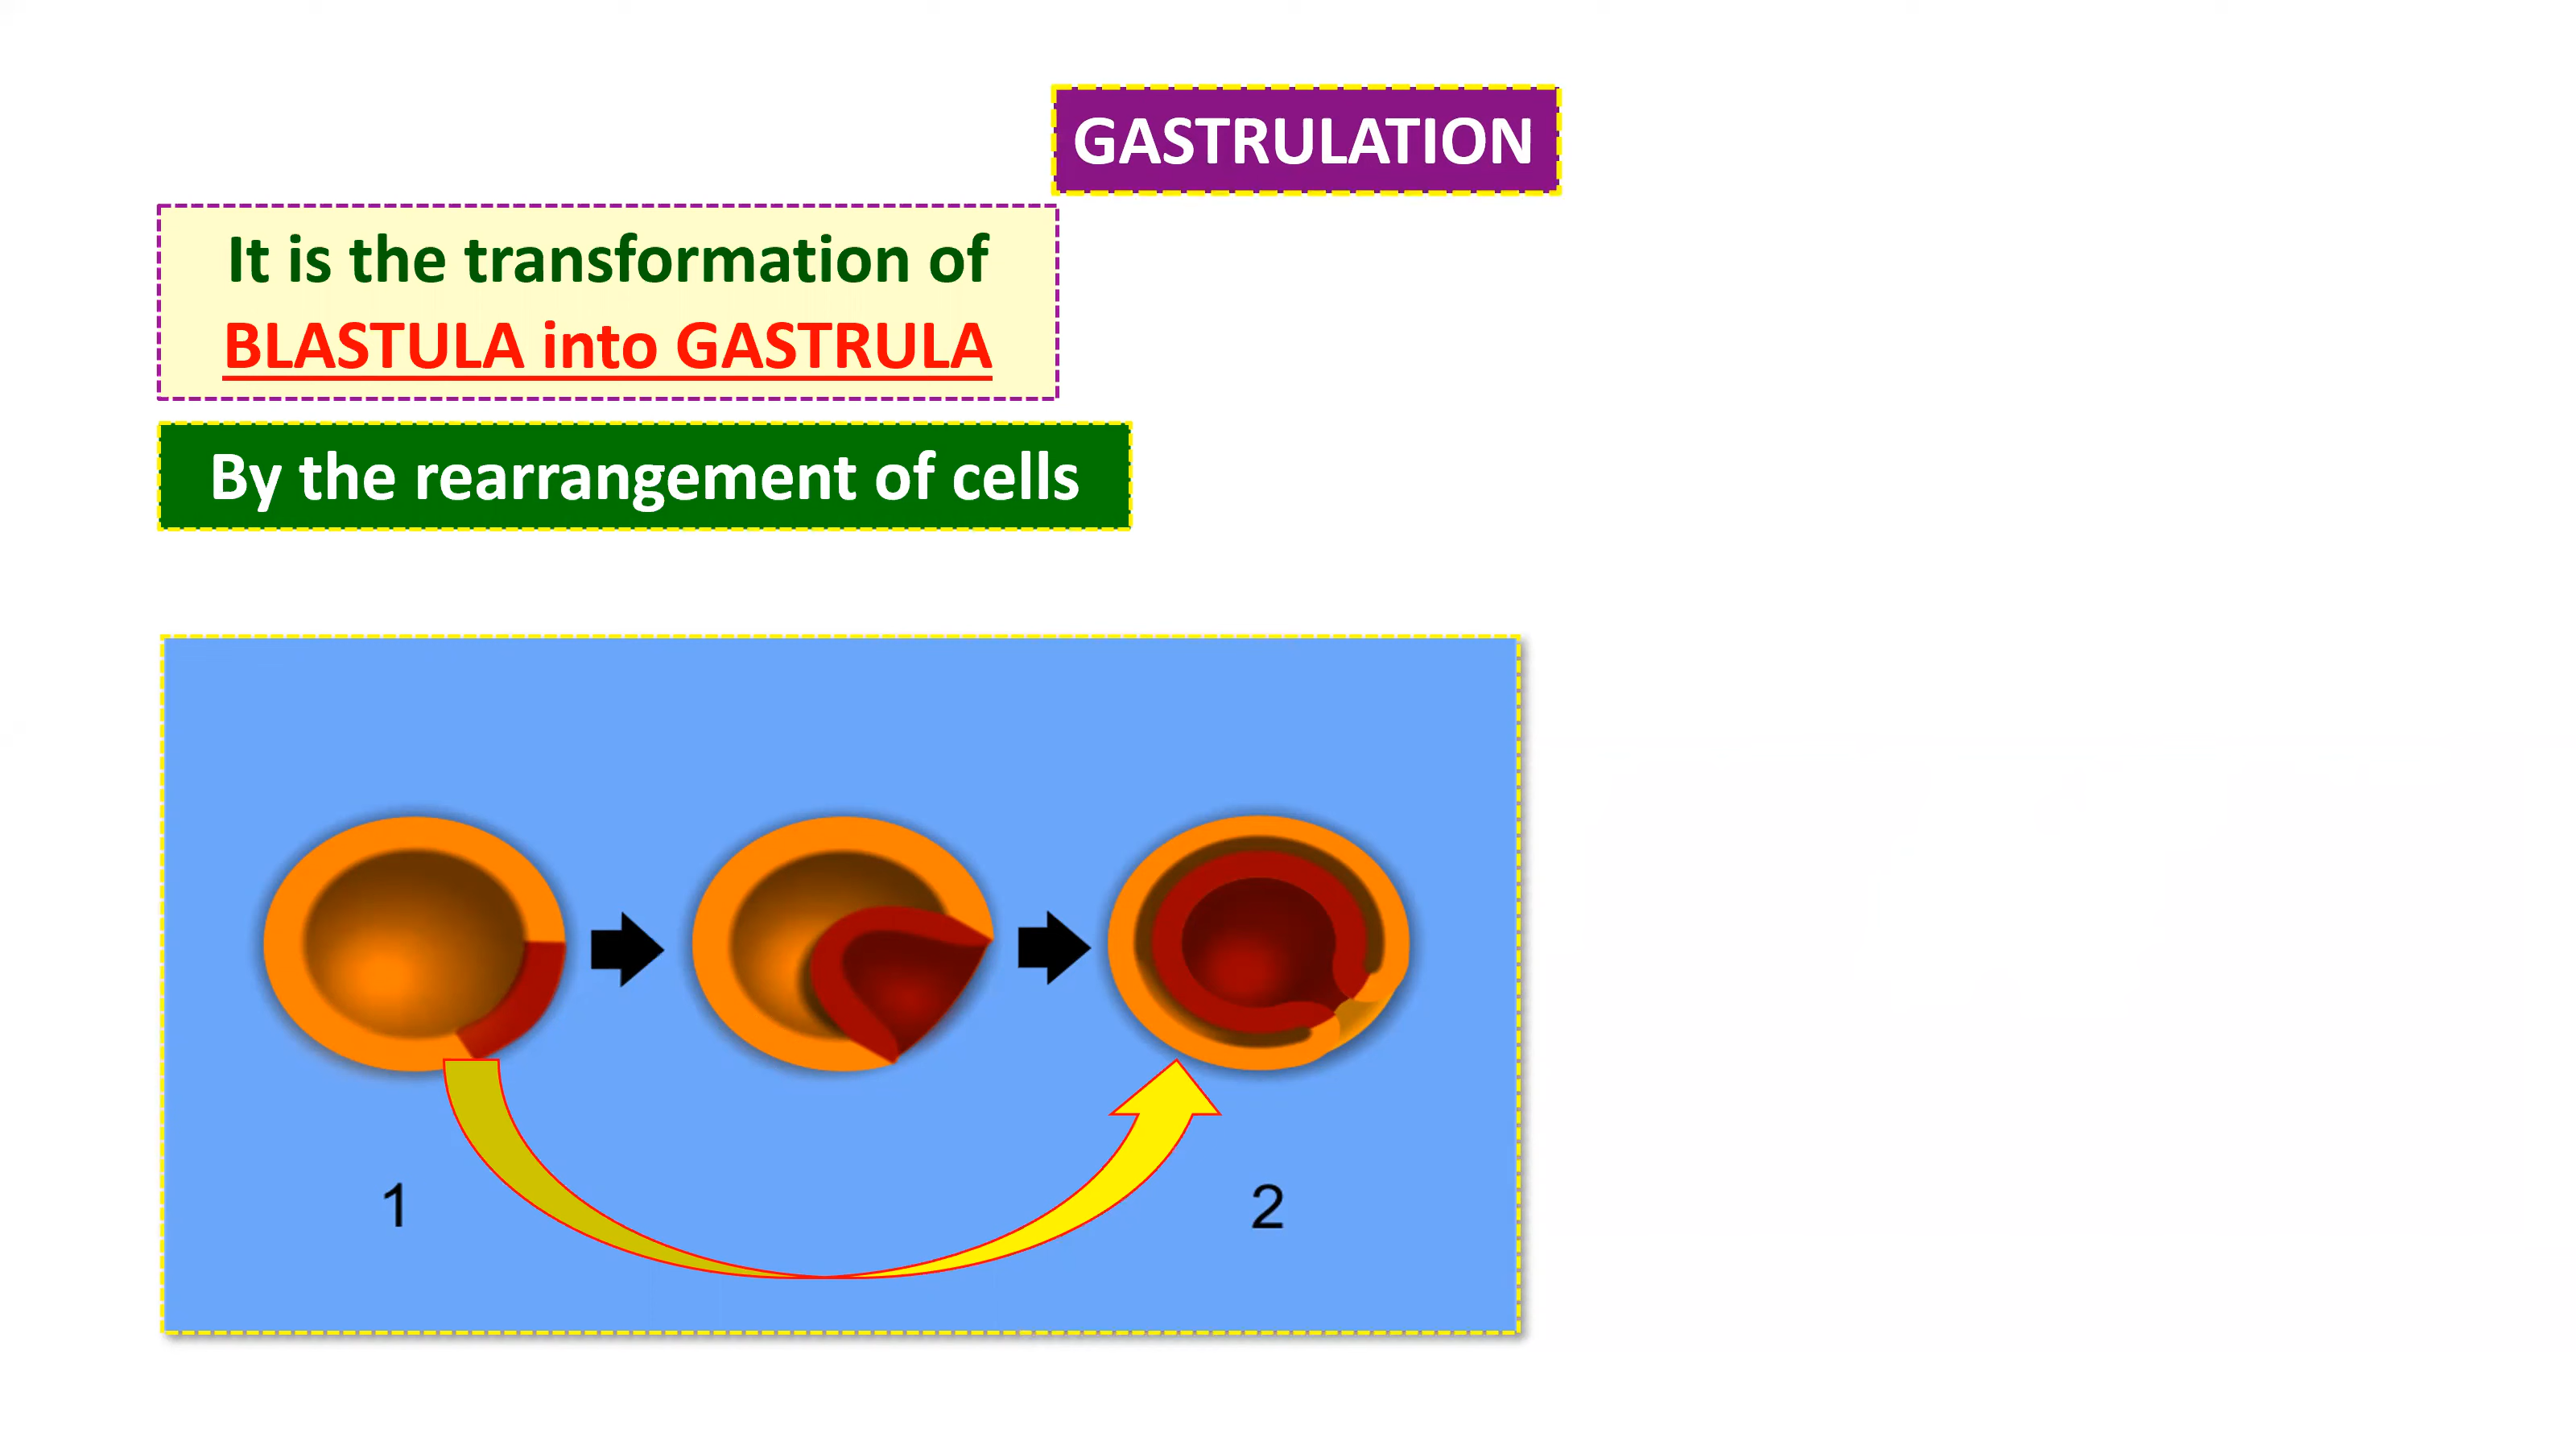 GASTRULATION
It is the transformation of
BLASTULA into GASTRULA
By the rearrangement of cells
1
2